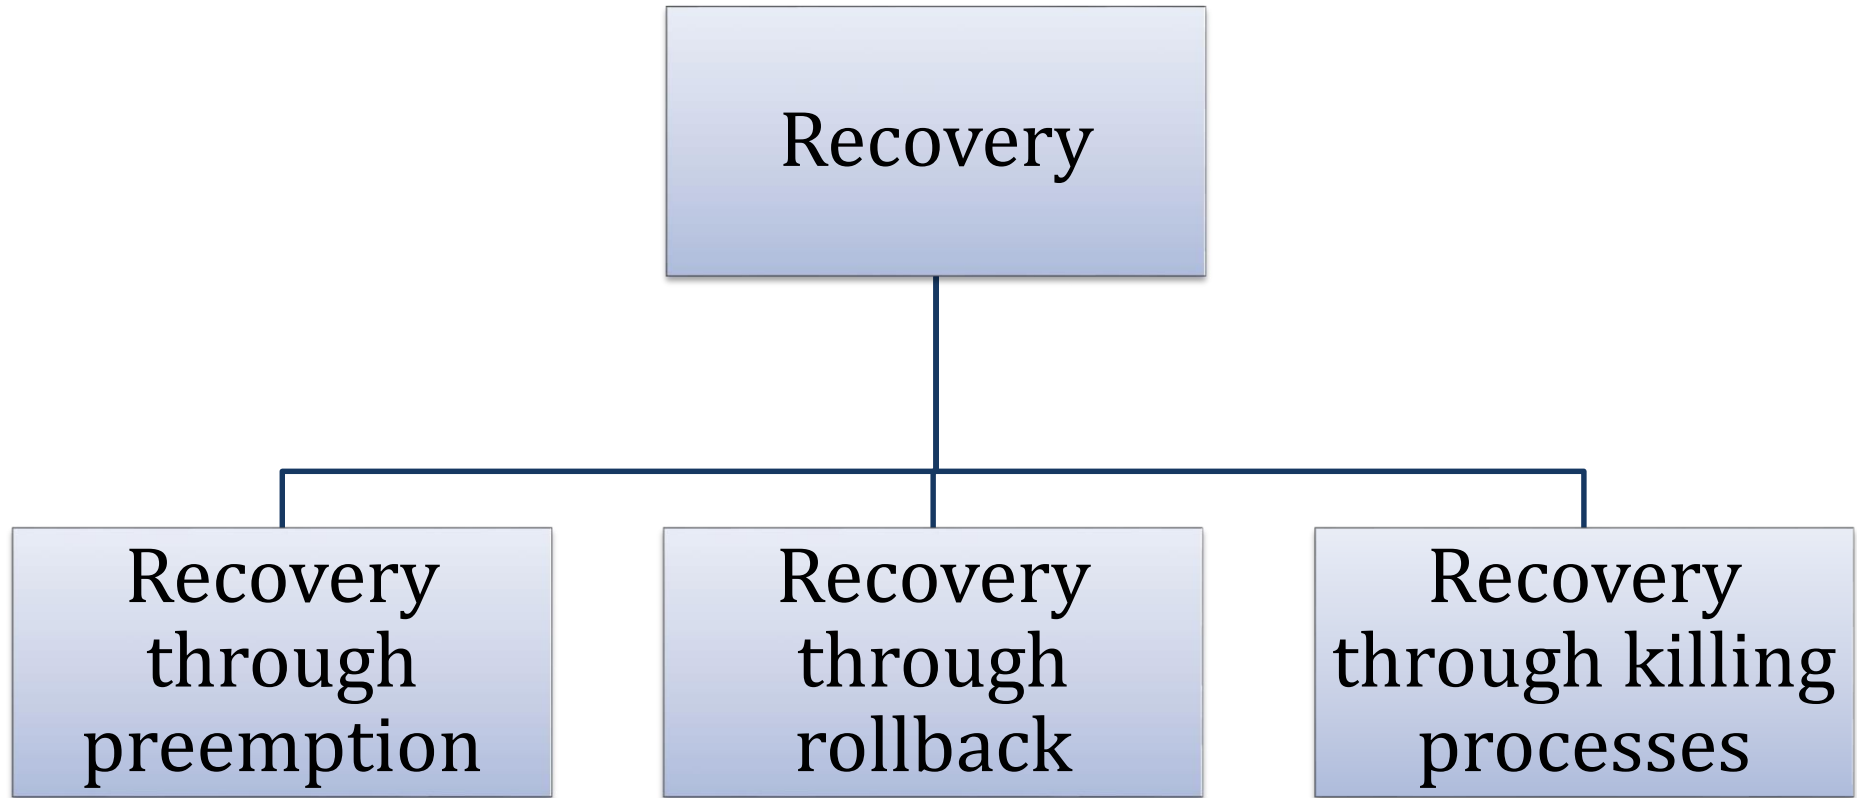 Recovery
Recovery
through
preemption
Recovery
through
rollback
Recovery
through killing
processes